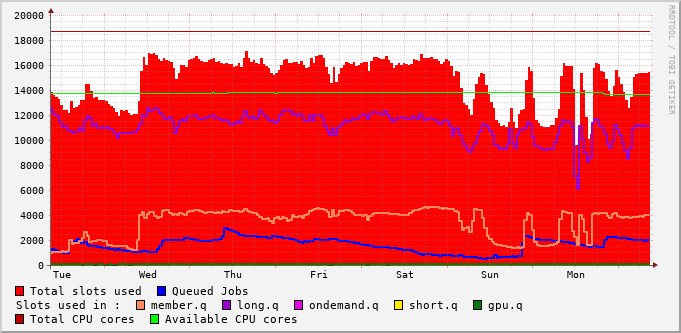 20000
18000
16000
14000
12000
10000
8000
6000
4000
2000
0
Tue Wed Thu Fri Sat Sun Mon
RRDTOOL / TOBI OETIKER
Total slots used Queued Jobs
Slots used in : member.q long.q ondemand.q short.q gpu.q
Total CPU cores Available CPU cores